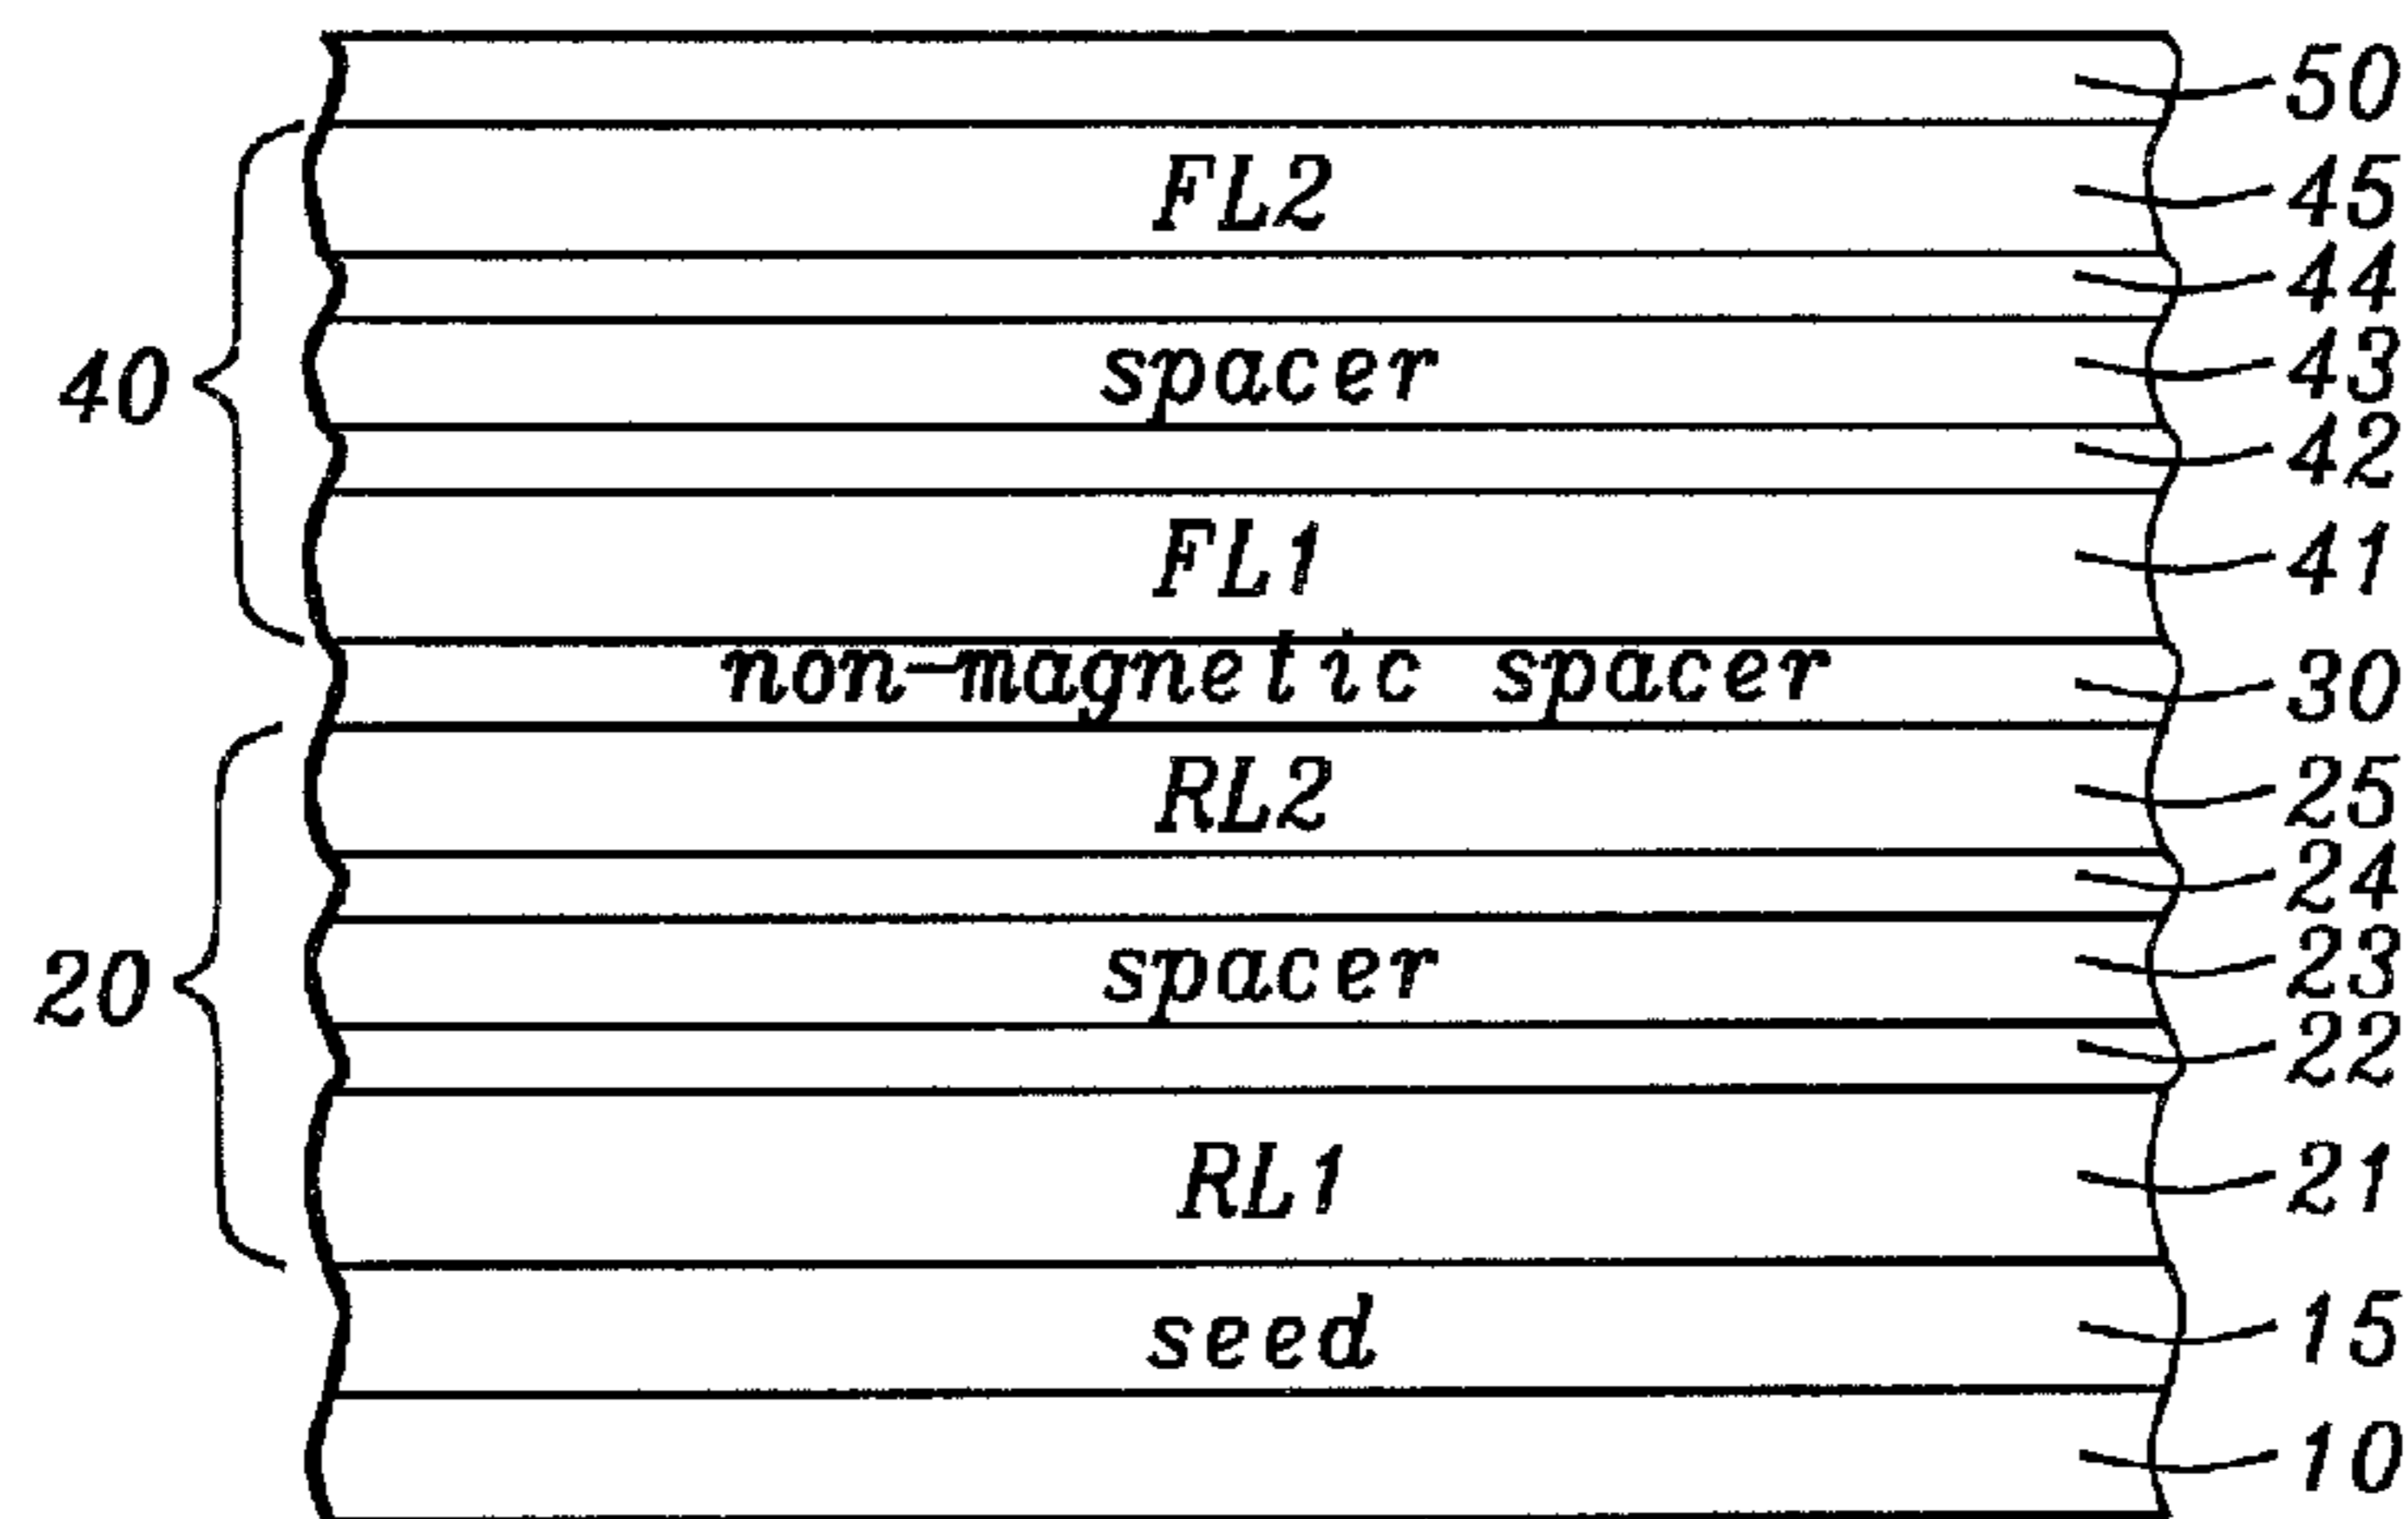 50
FL2 45
44
40 spacer 43
42
FL1 41
non-magnetic spacer 30
RL2 25
24
20 spacer 23
22
RL1 21
seed 15
10